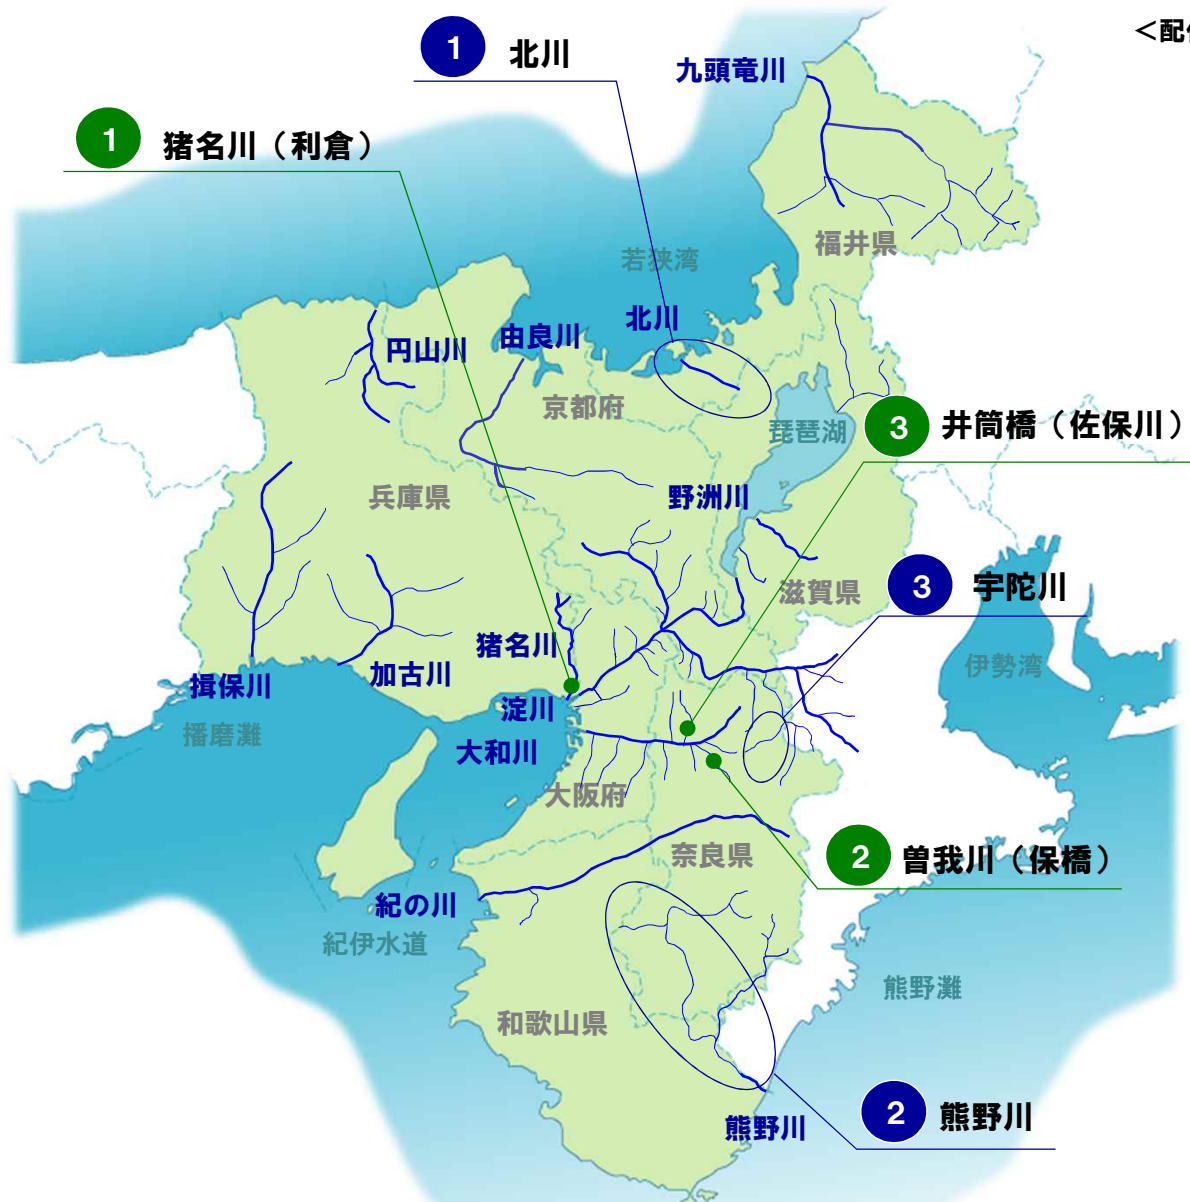 ＜配
1 北川
九頭竜川
1 猪名川（利倉）
福井県
若狭湾
北川
由良川
円山川
京都府
琵琶湖
3 井筒橋（佐保川）
兵庫県
野洲川
滋賀県
3 宇陀川
猪名川
伊勢湾
加古川
揖保川
淀川
播磨灘
大和川
大阪府
奈良県
2 曽我川（保橋）
紀の川
紀伊水道
熊野灘
和歌山県
2 熊野川
熊野川